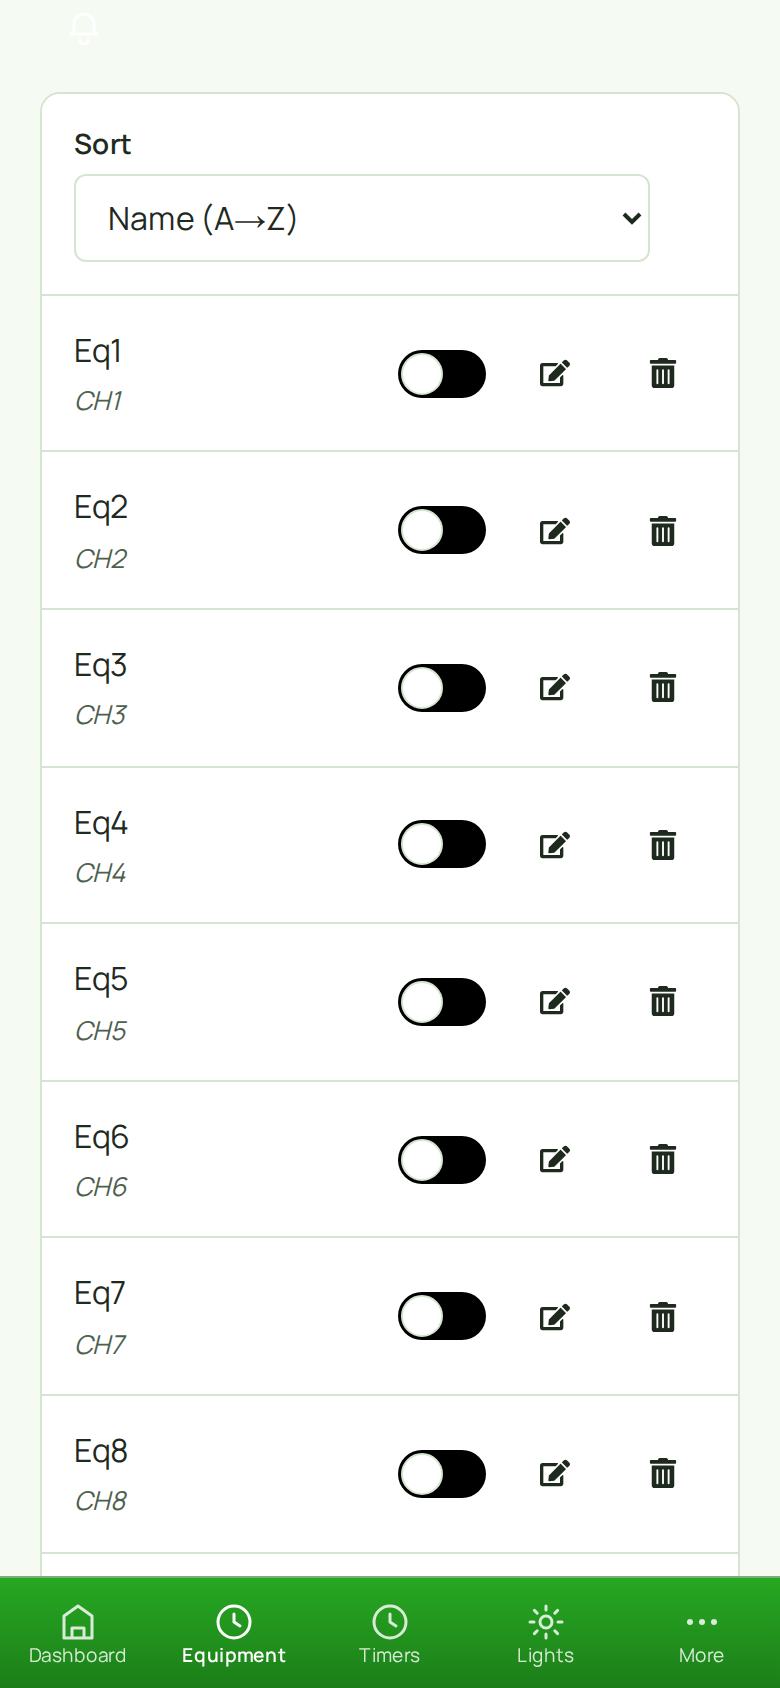 Sort
Name (A→Z)
Eq1
CH1
Eq2
CH2
Eq3
CH3
Eq4
CH4
Eq5
CH5
Eq6
CH6
Eq7
CH7
Eq8
CH8
Dashboard
Equipment
Timers
Lights
More